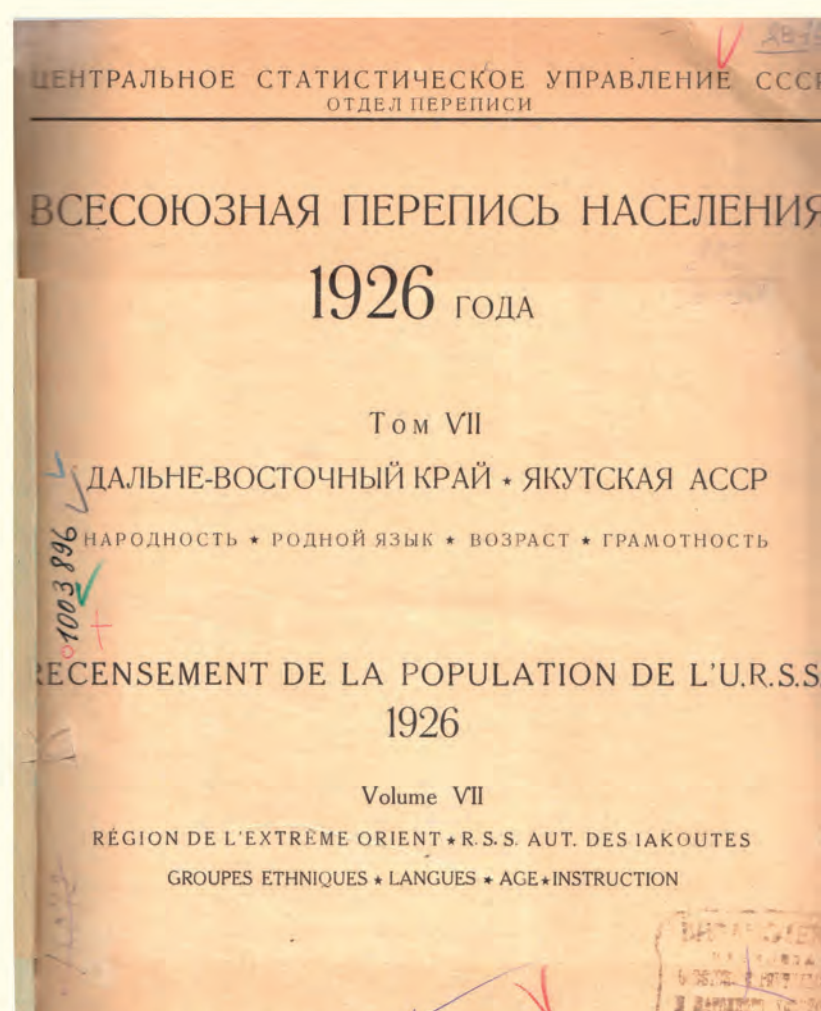 ЦЕНТРАЛЬНОЕ СТАТИСТИЧЕСКОЕ УПРАВЛЕНИЕ СССР
ОТДЕЛ ПЕРЕПИСИ
ВСЕСОЮЗНАЯ ПЕРЕПИСЬ НАСЕЛЕНИЯ
1926 ГОДА
Том VII
ДАЛЬНЕ-ВОСТОЧНЫЙ КРАЙ ★ ЯКУТСКАЯ АССР
НАРОДНОСТЬ ★ РОДНОЙ ЯЗЫК ★ ВОЗРАСТ ★ ГРАМОТНОСТЬ
1003896
RECENSEMENT DE LA POPULATION DE L'U.R.S.S.
1926
Volume VII
RÉGION DE L'EXTRÊME ORIENT ★ R.S.S. AUT. DES IAKOUTES
GROUPES ETHNIQUES ★ LANGUES ★ AGE ★ INSTRUCTION